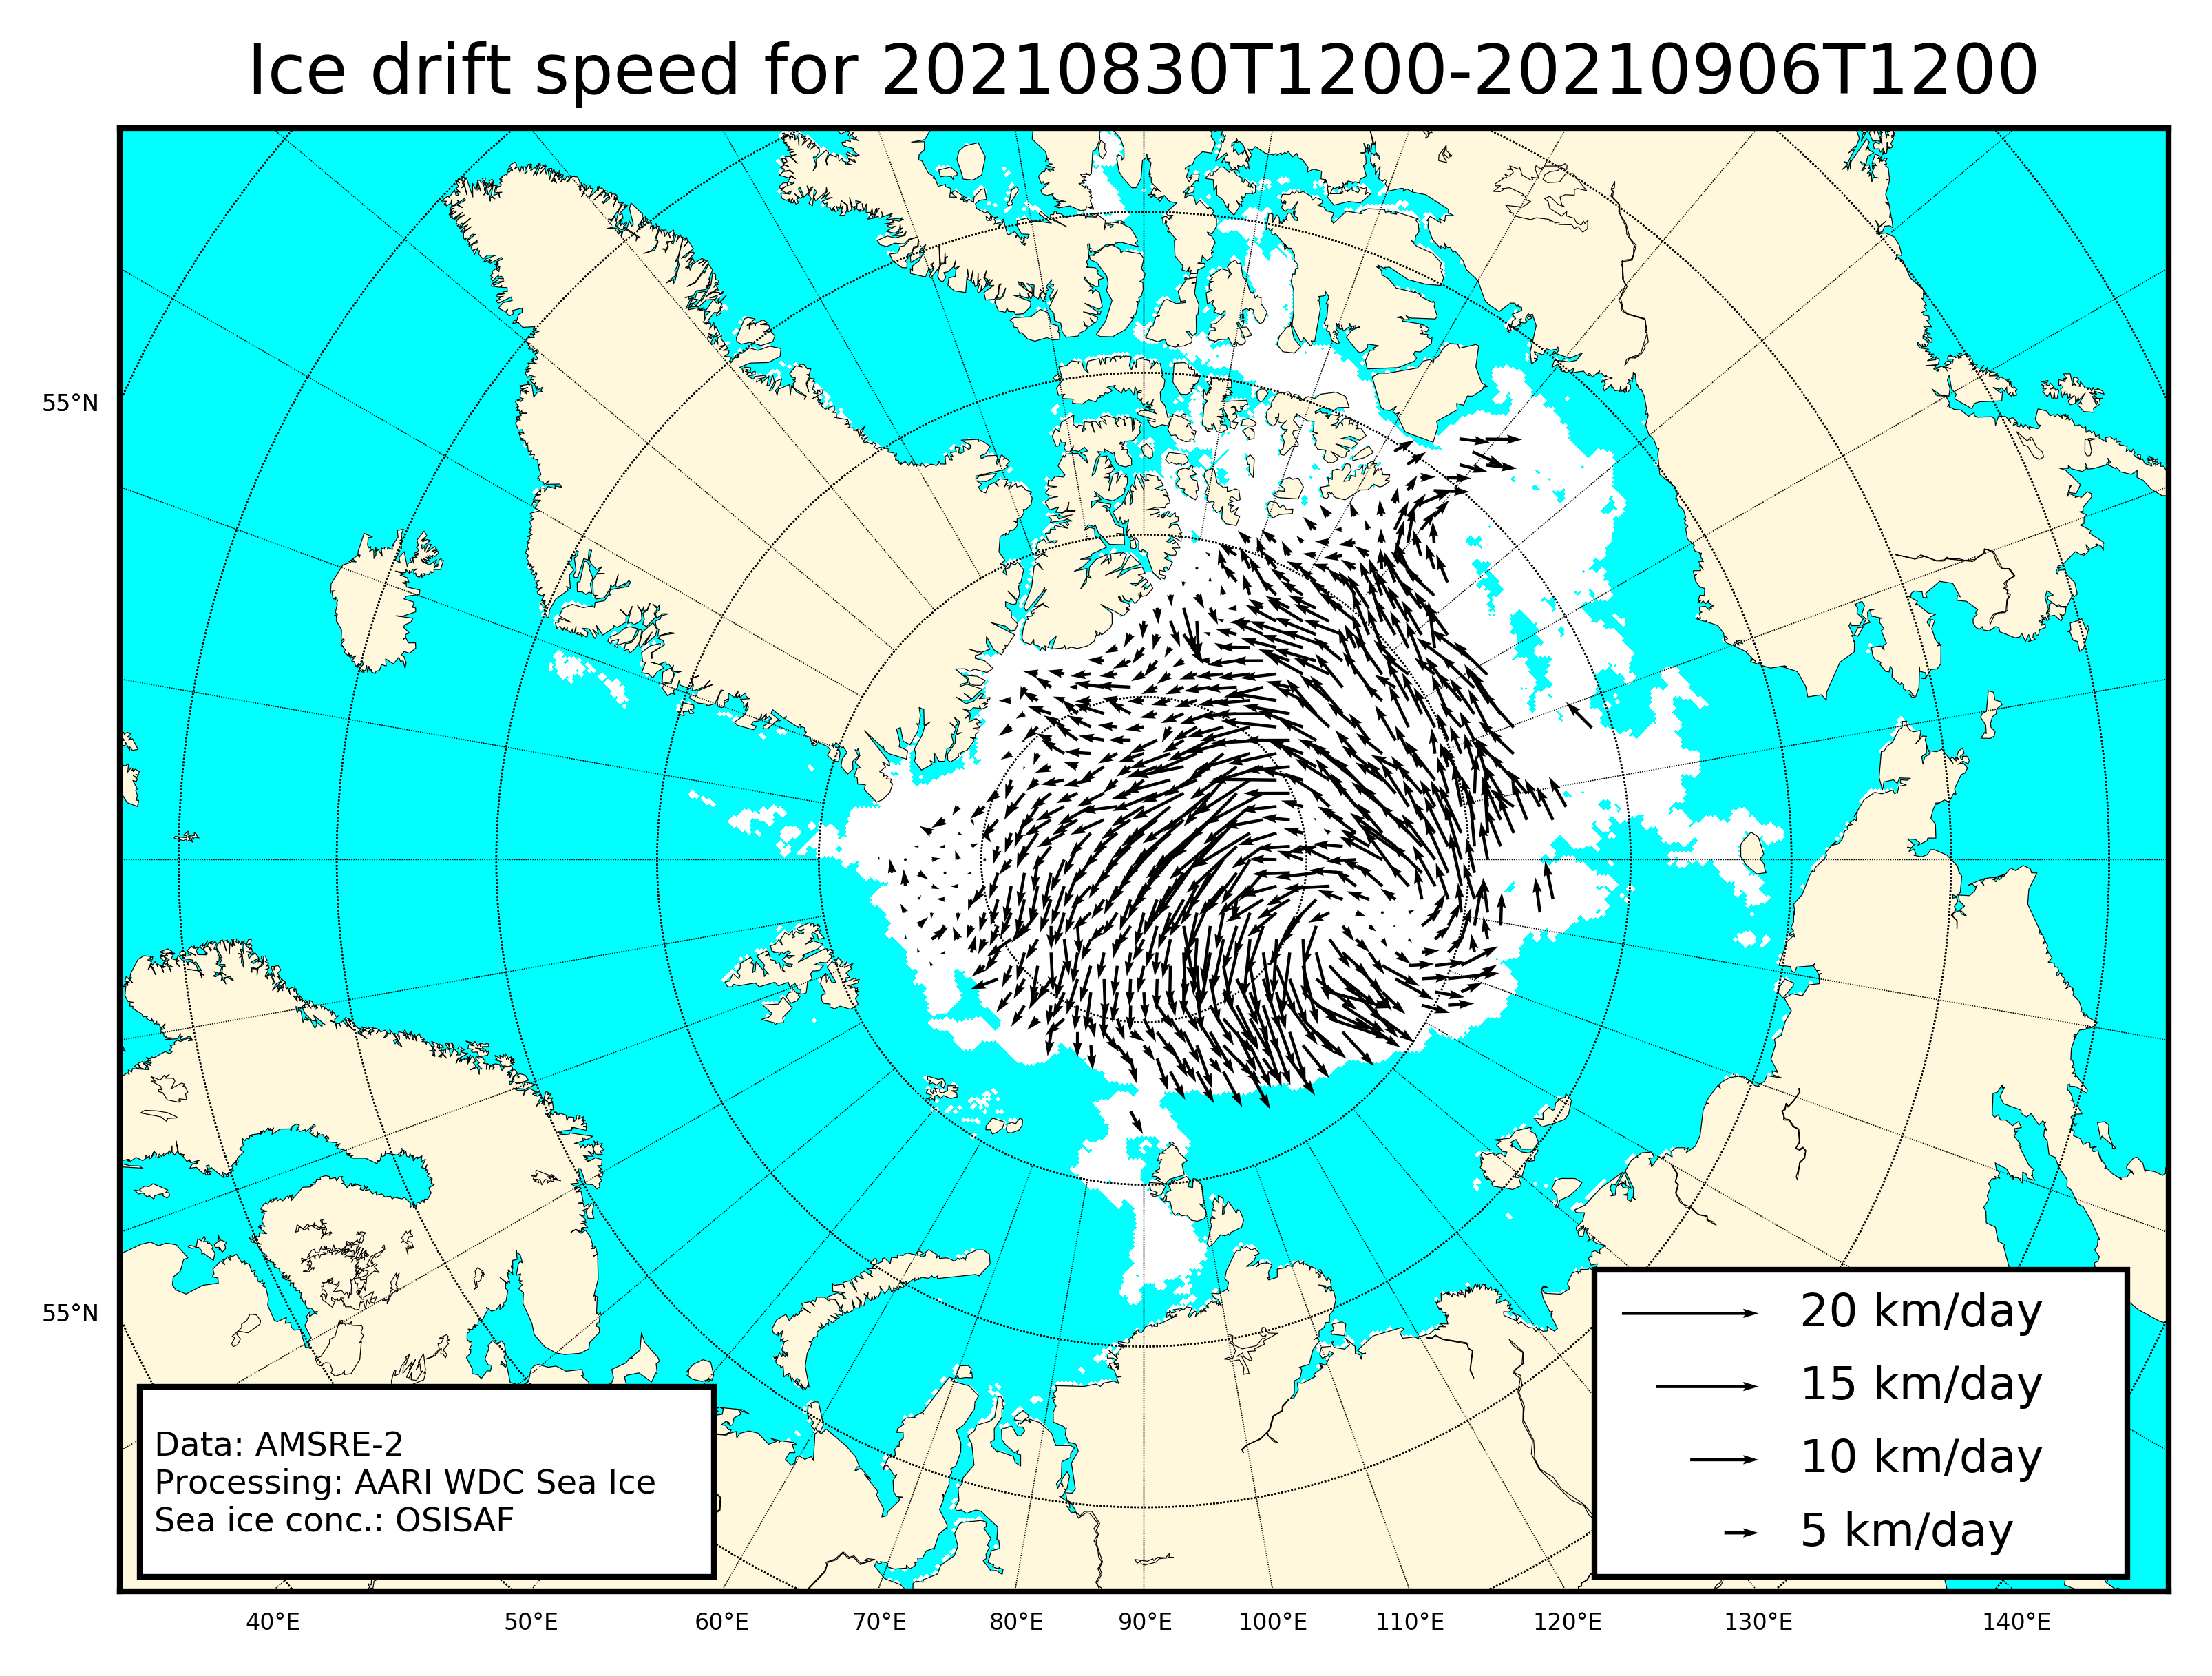 Ice drift speed for 20210830T1200-20210906T1200
55°N
55°N
20 km/day
15 km/day
10 km/day
5 km/day
Data: AMSRE-2
Processing: AARI WDC Sea Ice
Sea ice conc.: OSISAF
40°E 50°E 60°E 70°E 80°E 90°E 100°E 110°E 120°E 130°E 140°E